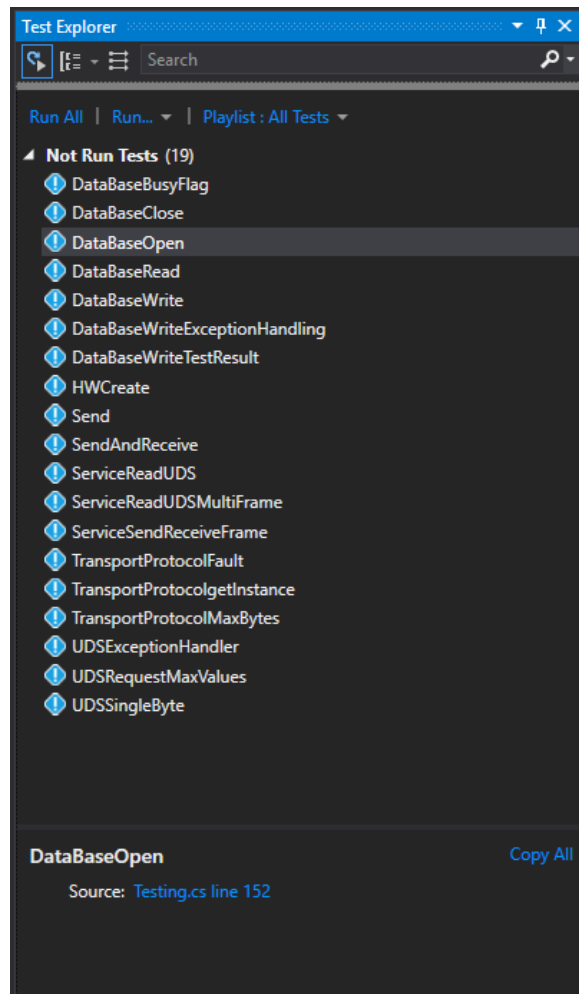 Test Explorer
Search
Run All | Run... | Playlist : All Tests
Not Run Tests (19)
DataBaseBusyFlag
DataBaseClose
DataBaseOpen
DataBaseRead
DataBaseWrite
DataBaseWriteExceptionHandling
DataBaseWriteTestResult
HWCreate
Send
SendAndReceive
ServiceReadUDS
ServiceReadUDSMultiFrame
ServiceSendReceiveFrame
TransportProtocolFault
TransportProtocolgetInstance
TransportProtocolMaxBytes
UDSExceptionHandler
UDSRequestMaxValues
UDSSingleByte
DataBaseOpen Copy All
Source: Testing.cs line 152